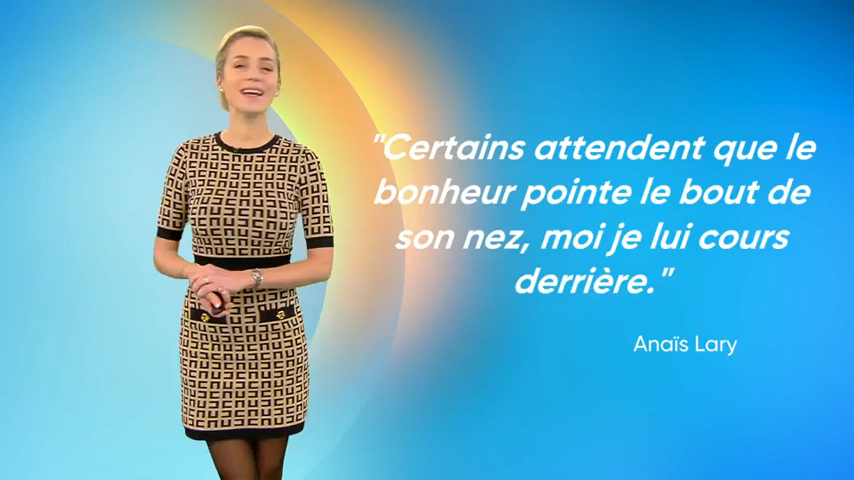 "Certains attendent que le
bonheur pointe le bout de
son nez, moi je lui cours
derrière."
Anaïs Lary